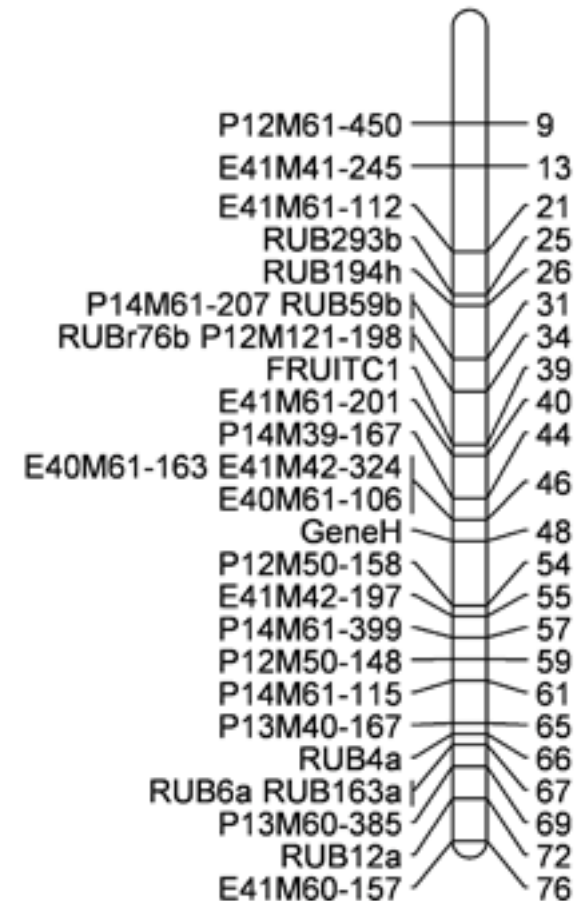 P12M61-450 9
E41M41-245 13
E41M61-112 21
RUB293b 25
RUB194h 26
P14M61-207 RUB59b 31
RUBr76b P12M121-198 34
FRUITC1 39
E41M61-201 40
P14M39-167 44
E40M61-163 E41M42-324 46
E40M61-106
GeneH 48
P12M50-158 54
E41M42-197 55
P14M61-399 57
P12M50-148 59
P14M61-115 61
P13M40-167 65
RUB4a 66
RUB6a RUB163a 67
P13M60-385 69
RUB12a 72
E41M60-157 76